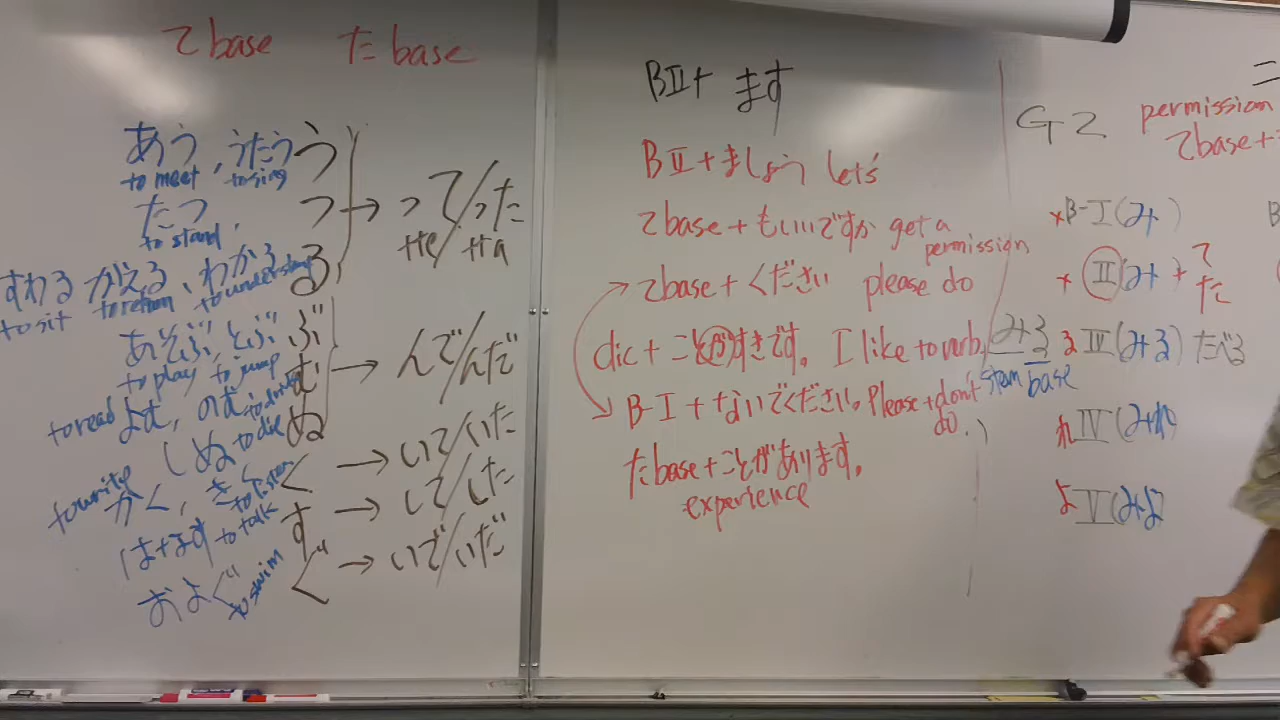 てbase たbase
あう, うたう う
to meet to sing
たつ, つ
to stand
って/った
tte/tta
すわる かえる、わかる る
to sit to return to understand
あそぶ, とぶ ぶ
to play to jump
んで/んだ
to read よむ, のむ to drink む
しぬ to die ぬ
かく, きく く → いて/いた
to write to listen
はなす す → して/した
to talk
およぐ ぐ → いで/いだ
to swim
BⅡ+ ます
BⅡ+ましょう let's
てbase+もいいですか get a
permission
てbase+ください please do
dic+ことがすきです。 I like to verb
B-Ⅰ+ないでください。 Please+don't
do.
たbase+ことがあります。
experience
みる
stem base
G2 permission
てbase+
×B-Ⅰ(み )
× Ⅱ(み + て
た
る Ⅲ(みる) たべる
れ Ⅳ(みれ)
よ Ⅴ(みよ